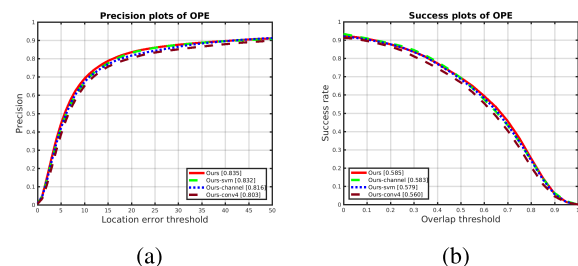 Precision plots of OPE
1
0.9
0.8
0.7
0.6
0.5
0.4
0.3
0.2
0.1
0
Precision
Ours [0.835]
Ours-svm [0.832]
Ours-channel [0.816]
Ours-conv4 [0.803]
0 5 10 15 20 25 30 35 40 45 50
Location error threshold
(a)
Success plots of OPE
1
0.9
0.8
0.7
0.6
0.5
0.4
0.3
0.2
0.1
0
Success rate
Ours [0.585]
Ours-channel [0.583]
Ours-svm [0.579]
Ours-conv4 [0.560]
0 0.1 0.2 0.3 0.4 0.5 0.6 0.7 0.8 0.9 1
Overlap threshold
(b)